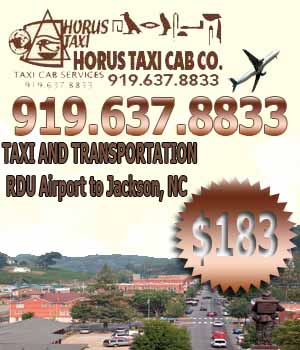 HORUS
TAXI
TAXI CAB SERVICES
919.637.8833
HORUS TAXI CAB CO.
919.637.8833
919.637.8833
TAXI AND TRANSPORTATION
RDU Airport to Jackson, NC
$183